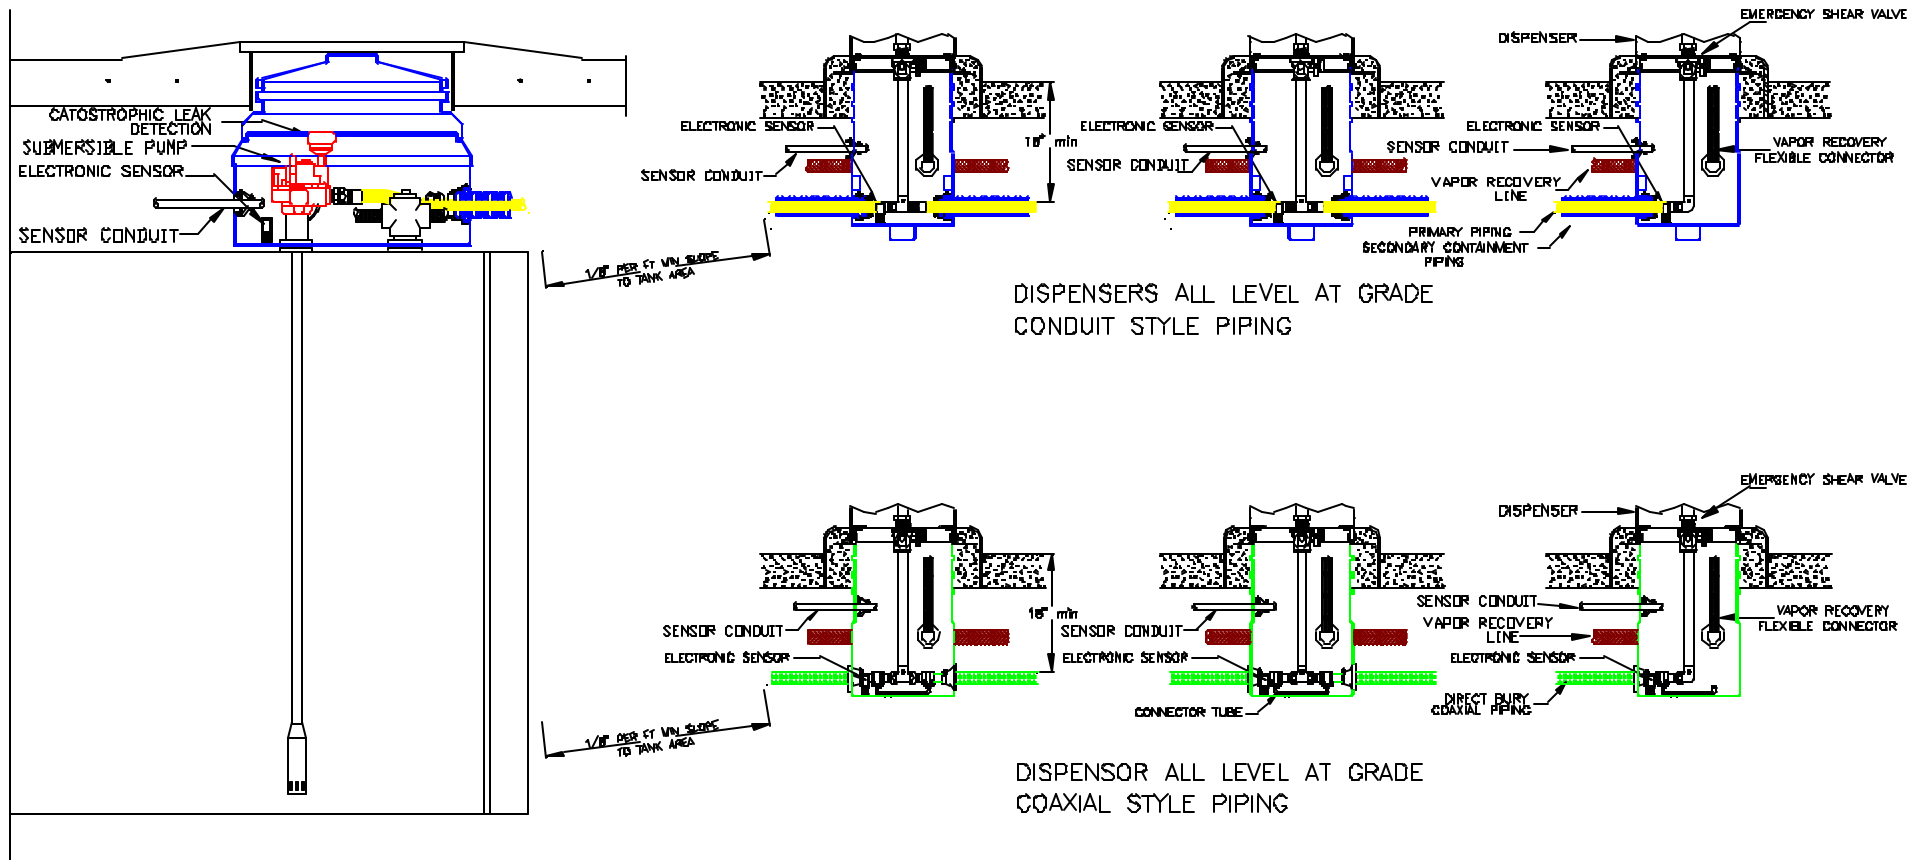 CATOSTROPHIC LEAK
DETECTION
SUBMERSIBLE PUMP
ELECTRONIC SENSOR
SENSOR CONDUIT
1/8" PER FT MIN SLOPE
TO TANK AREA
ELECTRONIC SENSOR
SENSOR CONDUIT
18" min
ELECTRONIC SENSOR
SENSOR CONDUIT
EMERGENCY SHEAR VALVE
DISPENSER
ELECTRONIC SENSOR
SENSOR CONDUIT
VAPOR RECOVERY
LINE
VAPOR RECOVERY
FLEXIBLE CONNECTOR
PRIMARY PIPING
SECONDARY CONTAINMENT
PIPING
DISPENSERS ALL LEVEL AT GRADE
CONDUIT STYLE PIPING
1/8" PER FT MIN SLOPE
TO TANK AREA
SENSOR CONDUIT
ELECTRONIC SENSOR
18" min
SENSOR CONDUIT
ELECTRONIC SENSOR
CONNECTOR TUBE
EMERGENCY SHEAR VALVE
DISPENSER
SENSOR CONDUIT
VAPOR RECOVERY
LINE
VAPOR RECOVERY
FLEXIBLE CONNECTOR
ELECTRONIC SENSOR
DIRECT BURY
COAXIAL PIPING
DISPENSOR ALL LEVEL AT GRADE
COAXIAL STYLE PIPING